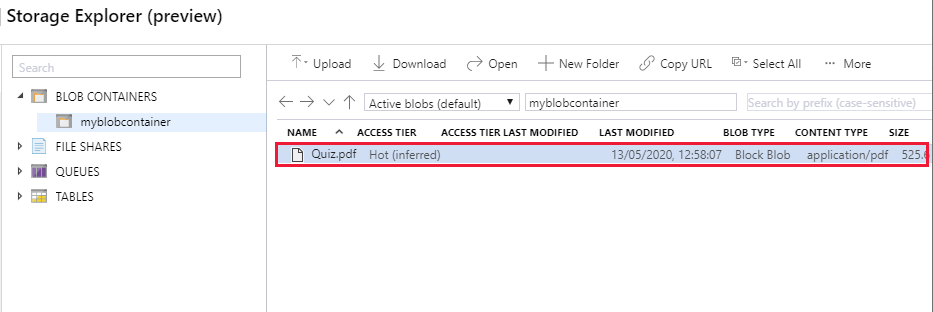 Storage Explorer (preview)
Search
BLOB CONTAINERS
myblobcontainer
FILE SHARES
QUEUES
TABLES
Upload Download Open New Folder Copy URL Select All ... More
Active blobs (default) myblobcontainer Search by prefix (case-sensitive)
NAME ACCESS TIER ACCESS TIER LAST MODIFIED LAST MODIFIED BLOB TYPE CONTENT TYPE SIZE
Quiz.pdf Hot (inferred) 13/05/2020, 12:58:07 Block Blob application/pdf 525.6